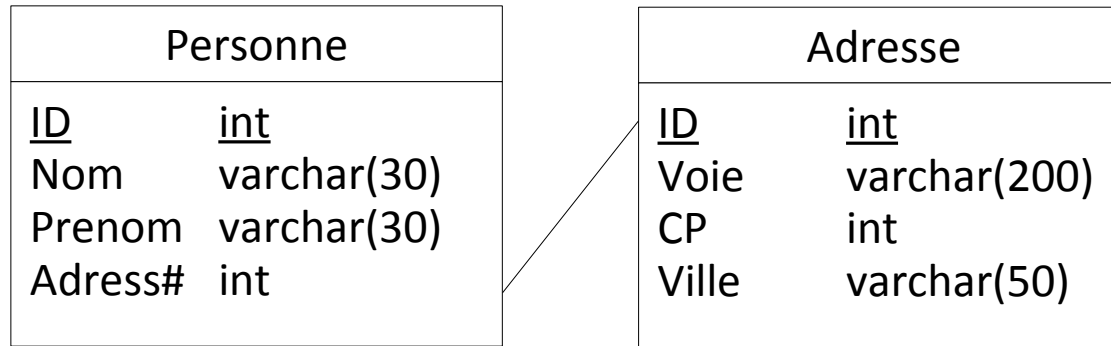 Personne
ID int
Nom varchar(30)
Prenom varchar(30)
Adress# int
Adresse
ID int
Voie varchar(200)
CP int
Ville varchar(50)